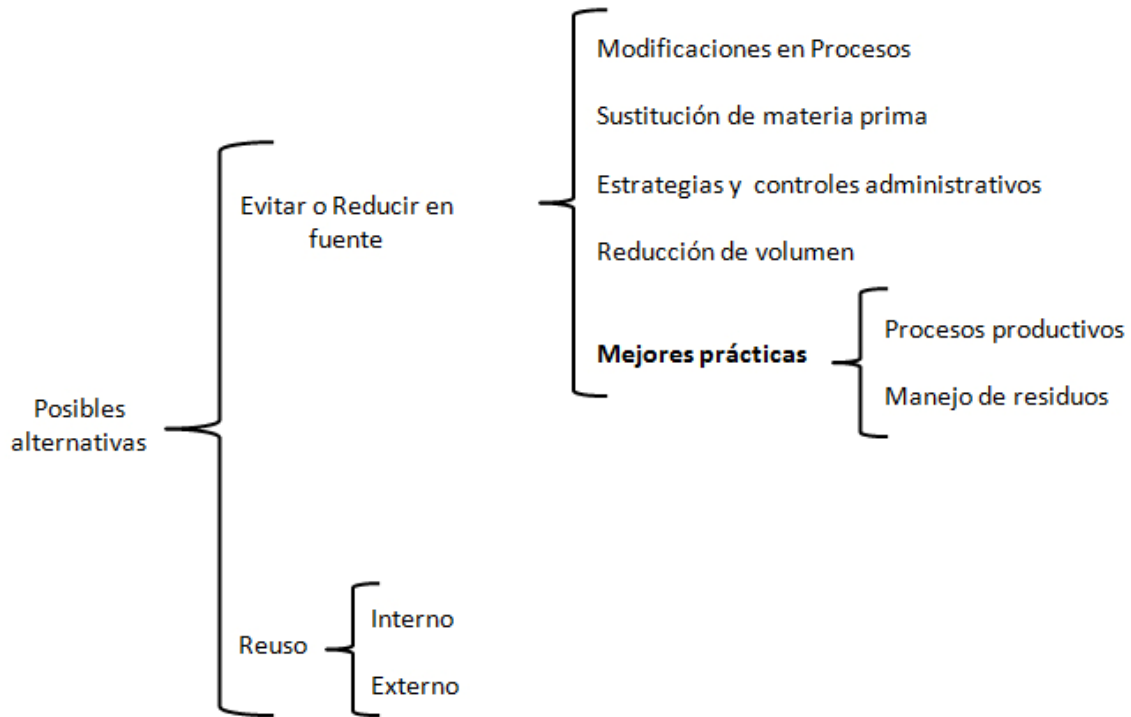 Posibles
alternativas
Evitar o Reducir en
fuente
Modificaciones en Procesos
Sustitución de materia prima
Estrategias y controles administrativos
Reducción de volumen
Mejores prácticas
Procesos productivos
Manejo de residuos
Reuso
Interno
Externo